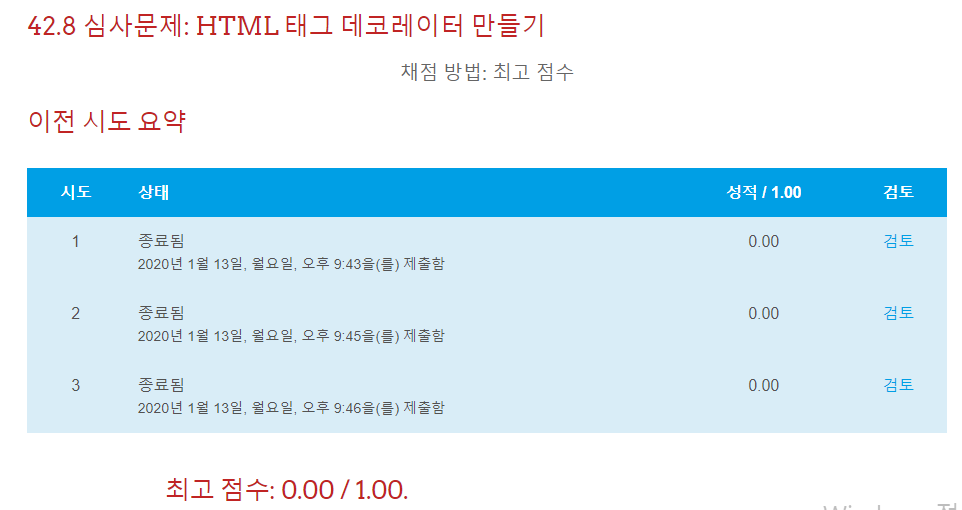 42.8 심사문제: HTML 태그 데코레이터 만들기
채점 방법: 최고 점수
이전 시도 요약
시도 상태 성적 / 1.00 검토
1 종료됨 0.00 검토
2020년 1월 13일, 월요일, 오후 9:43을(를) 제출함
2 종료됨 0.00 검토
2020년 1월 13일, 월요일, 오후 9:45을(를) 제출함
3 종료됨 0.00 검토
2020년 1월 13일, 월요일, 오후 9:46을(를) 제출함
최고 점수: 0.00 / 1.00.